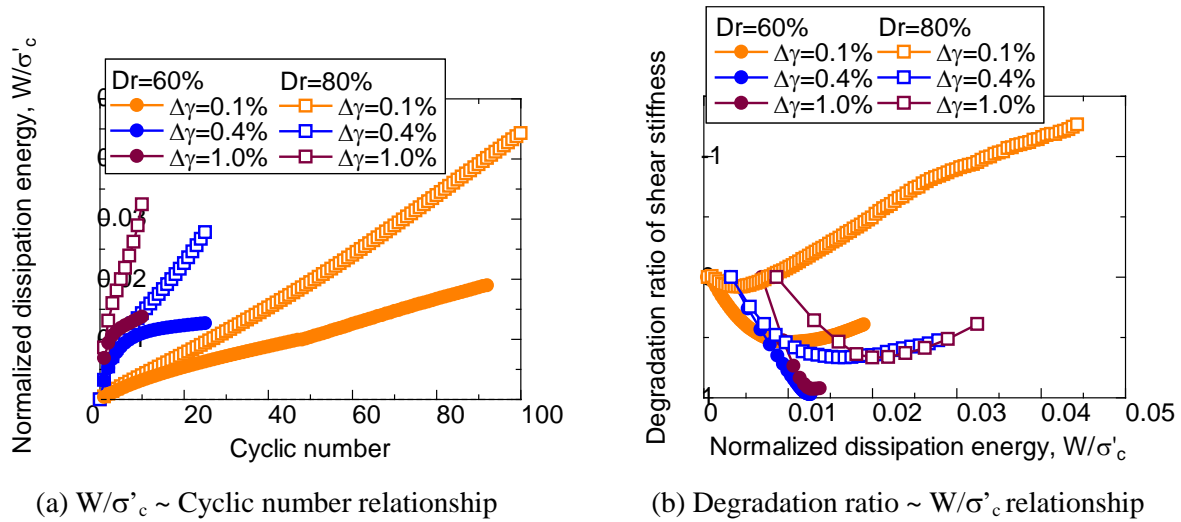 Normalized dissipation energy, W/σ'c
Dr=60% Dr=80%
Δγ=0.1% Δγ=0.1%
Δγ=0.4% Δγ=0.4%
Δγ=1.0% Δγ=1.0%
0 20 40 60 80 100
Cyclic number
(a) W/σ'c ~ Cyclic number relationship
Degradation ratio of shear stiffness
Dr=60% Dr=80%
Δγ=0.1% Δγ=0.1%
Δγ=0.4% Δγ=0.4%
Δγ=1.0% Δγ=1.0%
1
0 0.01 0.02 0.03 0.04 0.05
Normalized dissipation energy, W/σ'c
(b) Degradation ratio ~ W/σ'c relationship